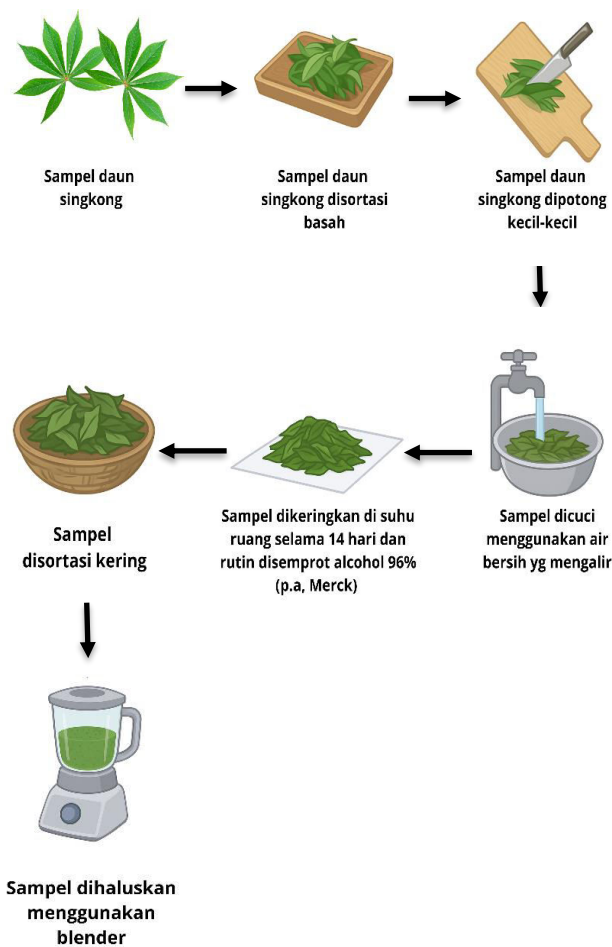 Sampel daun
singkong
Sampel daun
singkong disortasi
basah
Sampel daun
singkong dipotong
kecil-kecil
Sampel dicuci
menggunakan air
bersih yg mengalir
Sampel dikeringkan di suhu
ruang selama 14 hari dan
rutin disemprot alcohol 96%
(p.a, Merck)
Sampel
disortasi kering
Sampel dihaluskan
menggunakan
blender